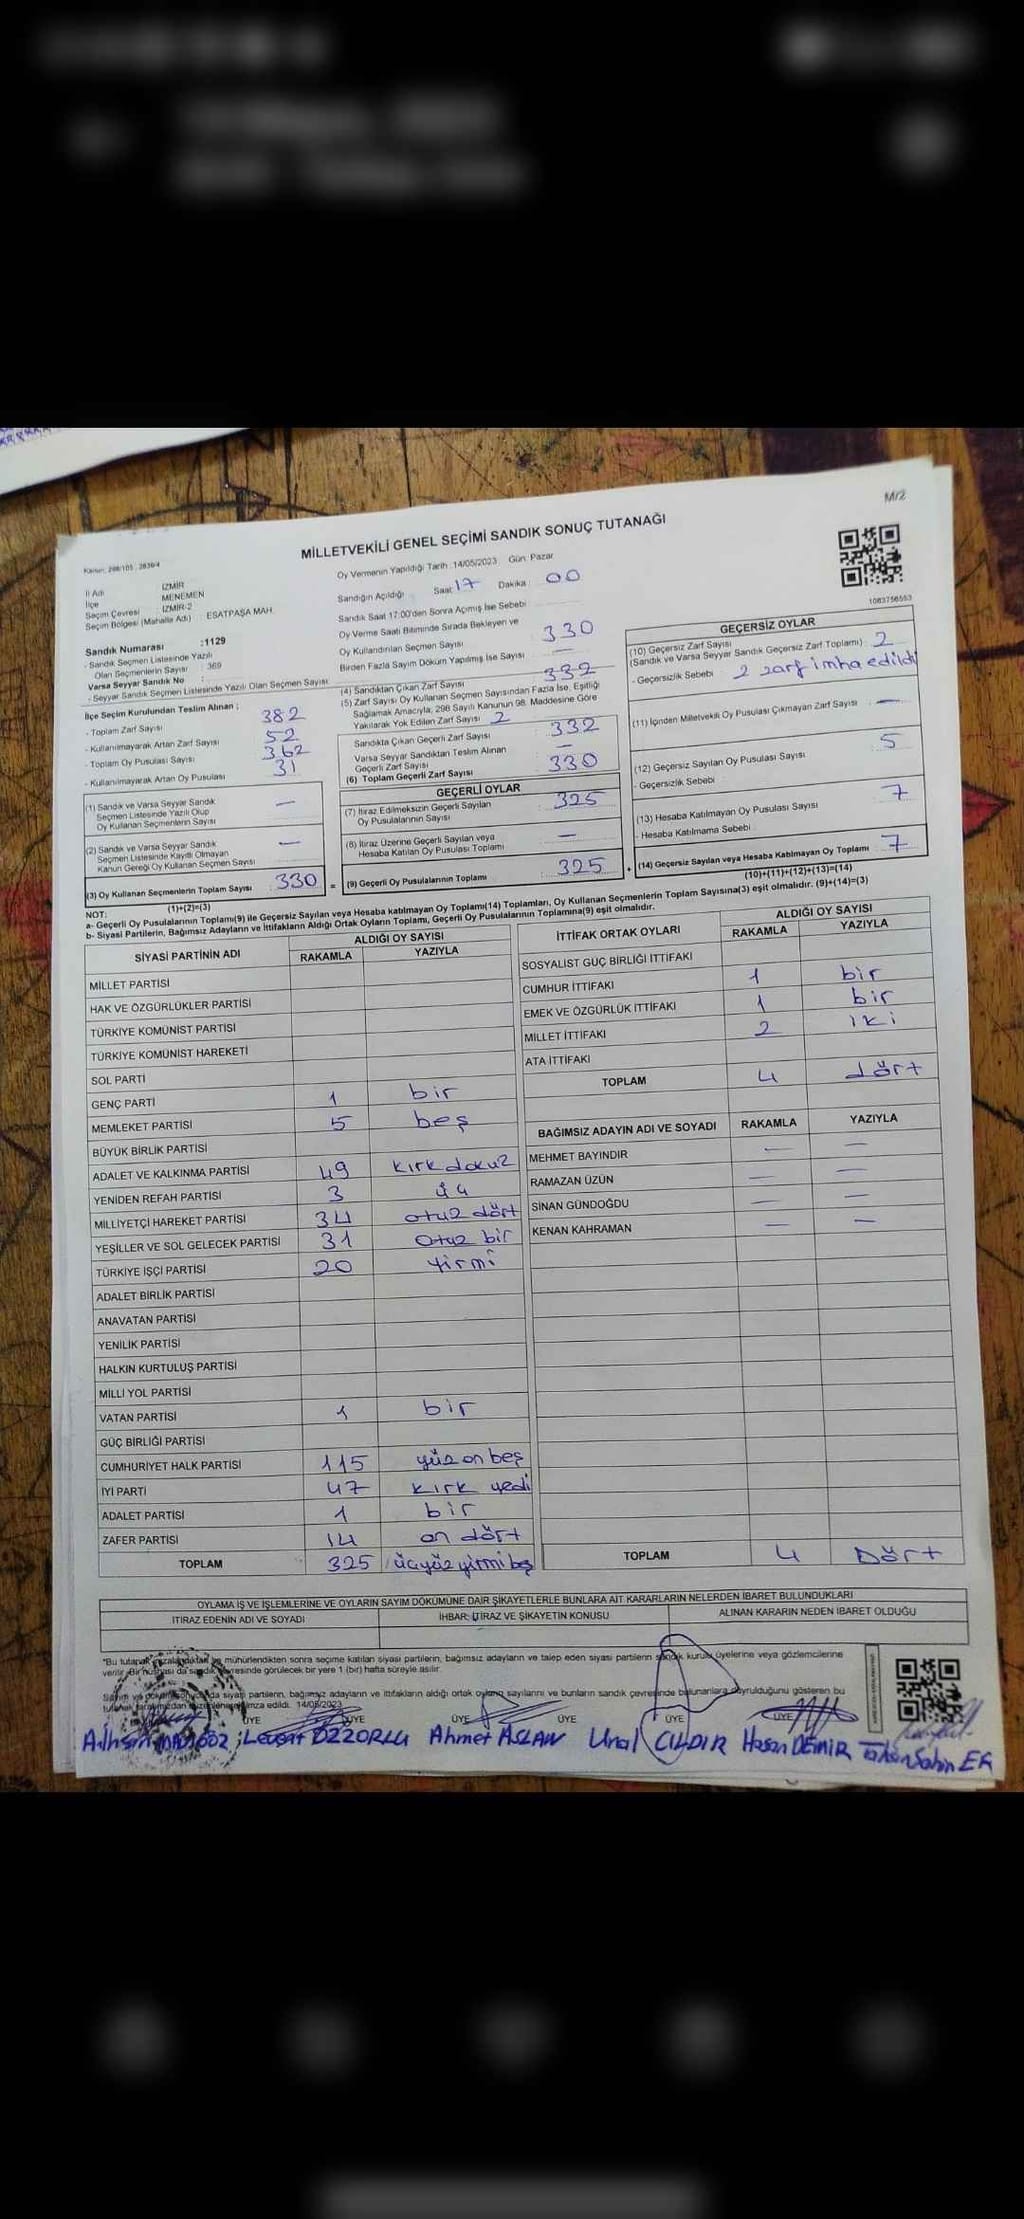 M/2
MİLLETVEKİLİ GENEL SEÇİMİ SANDIK SONUÇ TUTANAĞI
İl Adı : İZMİR
İlçe : MENEMEN
Seçim Çevresi : İZMİR-2
Seçim Bölgesi (Mahalle Adı) : ESATPAŞA MAH.
Oy Vermenin Yapıldığı Tarih : 14/05/2023 Gün: Pazar
Sandığın Açıldığı Saat: 17 Dakika: 00
Sandık Saat 17:00'den Sonra Açılmış İse Sebebi
Oy Verme Saati Bitiminde Sırada Bekleyen ve
Oy Kullandırılan Seçmen Sayısı 330
Birden Fazla Sayım Döküm Yapılmış İse Sayısı —
1083756553
Sandık Numarası : 1129
- Sandık Seçmen Listesinde Yazılı
Olan Seçmenlerin Sayısı : 369
Varsa Seyyar Sandık No :
- Seyyar Sandık Seçmen Listesinde Yazılı Olan Seçmen Sayısı:
İlçe Seçim Kurulundan Teslim Alınan ;
- Toplam Zarf Sayısı 382
- Kullanılmayarak Artan Zarf Sayısı 52
- Toplam Oy Pusulası Sayısı 362
- Kullanılmayarak Artan Oy Pusulası 31
(1) Sandık ve Varsa Seyyar Sandık
Seçmen Listesinde Yazılı Olup
Oy Kullanan Seçmenlerin Sayısı —
(2) Sandık ve Varsa Seyyar Sandık
Seçmen Listesinde Kayıtlı Olmayan
Kanun Gereği Oy Kullanan Seçmen Sayısı —
(3) Oy Kullanan Seçmenlerin Toplam Sayısı 330
(1)+(2)=(3)
(4) Sandıktan Çıkan Zarf Sayısı 332
(5) Zarf Sayısı Oy Kullanan Seçmen Sayısından Fazla İse, Eşitliği
Sağlamak Amacıyla; 298 Sayılı Kanunun 98. Maddesine Göre
Yakılarak Yok Edilen Zarf Sayısı 2
Sandıkta Çıkan Geçerli Zarf Sayısı 332
Varsa Seyyar Sandıktan Teslim Alınan
Geçerli Zarf Sayısı —
(6) Toplam Geçerli Zarf Sayısı 330
GEÇERLİ OYLAR
(7) İtiraz Edilmeksizin Geçerli Sayılan
Oy Pusulalarının Sayısı 325
(8) İtiraz Üzerine Geçerli Sayılan veya
Hesaba Katılan Oy Pusulası Toplamı —
(9) Geçerli Oy Pusulalarının Toplamı 325
GEÇERSİZ OYLAR
(10) Geçersiz Zarf Sayısı
(Sandık ve Varsa Seyyar Sandık Geçersiz Zarf Toplamı) : 2
- Geçersizlik Sebebi 2 zarf imha edildi
(11) İçinden Milletvekili Oy Pusulası Çıkmayan Zarf Sayısı —
(12) Geçersiz Sayılan Oy Pusulası Sayısı 5
- Geçersizlik Sebebi
(13) Hesaba Katılmayan Oy Pusulası Sayısı 7
- Hesaba Katılmama Sebebi
(14) Geçersiz Sayılan veya Hesaba Katılmayan Oy Toplamı 7
(10)+(11)+(12)+(13)=(14)
NOT:
a- Geçerli Oy Pusulalarının Toplamı(9) ile Geçersiz Sayılan veya Hesaba katılmayan Oy Toplamı(14) Toplamları, Oy Kullanan Seçmenlerin Toplam Sayısına(3) eşit olmalıdır. (9)+(14)=(3)
b- Siyasi Partilerin, Bağımsız Adayların ve İttifakların Aldığı Ortak Oyların Toplamı, Geçerli Oy Pusulalarının Toplamına(9) eşit olmalıdır.
SİYASİ PARTİNİN ADI ALDIĞI OY SAYISI
RAKAMLA YAZIYLA
MİLLET PARTİSİ
HAK VE ÖZGÜRLÜKLER PARTİSİ
TÜRKİYE KOMÜNİST PARTİSİ
TÜRKİYE KOMÜNİST HAREKETİ
SOL PARTİ
GENÇ PARTİ 1 bir
MEMLEKET PARTİSİ 5 beş
BÜYÜK BİRLİK PARTİSİ
ADALET VE KALKINMA PARTİSİ 49 kırk dokuz
YENİDEN REFAH PARTİSİ 3 üç
MİLLİYETÇİ HAREKET PARTİSİ 34 otuz dört
YEŞİLLER VE SOL GELECEK PARTİSİ 31 otuz bir
TÜRKİYE İŞÇİ PARTİSİ 20 yirmi
ADALET BİRLİK PARTİSİ
ANAVATAN PARTİSİ
YENİLİK PARTİSİ
HALKIN KURTULUŞ PARTİSİ
MİLLİ YOL PARTİSİ
VATAN PARTİSİ 1 bir
GÜÇ BİRLİĞİ PARTİSİ
CUMHURİYET HALK PARTİSİ 115 yüz on beş
İYİ PARTİ 47 kırk yedi
ADALET PARTİSİ 1 bir
ZAFER PARTİSİ 14 on dört
TOPLAM 325 üçyüz yirmi beş
İTTİFAK ORTAK OYLARI ALDIĞI OY SAYISI
RAKAMLA YAZIYLA
SOSYALİST GÜÇ BİRLİĞİ İTTİFAKI
CUMHUR İTTİFAKI 1 bir
EMEK VE ÖZGÜRLÜK İTTİFAKI 1 bir
MİLLET İTTİFAKI 2 iki
ATA İTTİFAKI
TOPLAM 4 dört
BAĞIMSIZ ADAYIN ADI VE SOYADI RAKAMLA YAZIYLA
MEHMET BAYINDIR — —
RAMAZAN ÜZÜN — —
SİNAN GÜNDOĞDU — —
KENAN KAHRAMAN — —
TOPLAM 4 Dört
OYLAMA İŞ VE İŞLEMLERİNE VE OYLARIN SAYIM DÖKÜMÜNE DAİR ŞİKAYETLERLE BUNLARA AİT KARARLARIN NELERDEN İBARET BULUNDUKLARI
İTİRAZ EDENİN ADI VE SOYADI İHBAR, İTİRAZ VE ŞİKAYETİN KONUSU ALINAN KARARIN NEDEN İBARET OLDUĞU
*Bu tutanak imzalandıktan ve mühürlendikten sonra seçime katılan siyasi partilerin, bağımsız adayların ve talep eden siyasi partilerin sandık kurulu üyelerine veya gözlemcilerine
verilir. Bir nüshası da sandık çevresinde görülecek bir yere 1 (bir) hafta süreyle asılır.
Sayım ve döküm sonucunda siyasi partilerin, bağımsız adayların ve ittifakların aldığı ortak oyların sayılarını ve bunların sandık çevresinde bulunanlara duyurulduğunu gösteren bu
tutanak tarafımızdan düzenlenerek imza edildi. 14/05/2023
ÜYE ÜYE ÜYE ÜYE ÜYE ÜYE
Levent ÖZZORLU Ahmet ASLAN Ünal ÇILDIR Hasan DEMİR